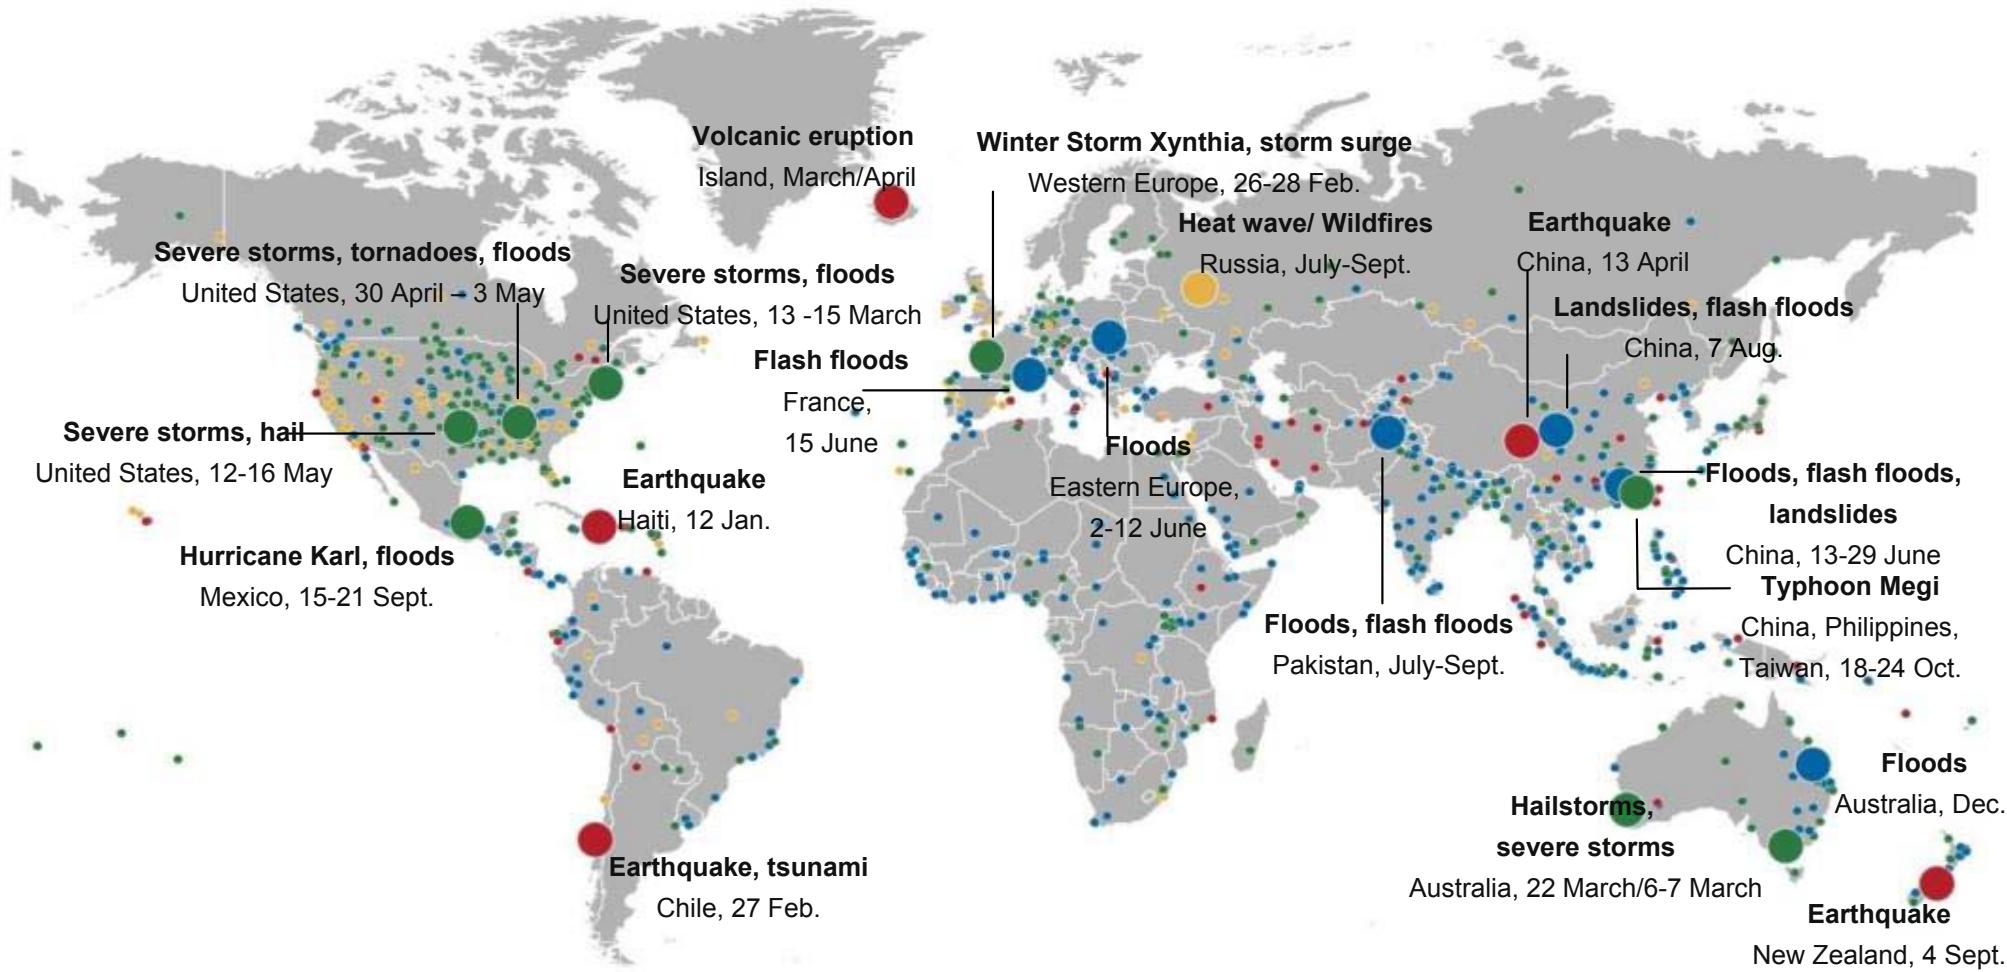 Volcanic eruption
Island, March/April
Winter Storm Xynthia, storm surge
Western Europe, 26-28 Feb.
Heat wave/ Wildfires
Russia, July-Sept.
Earthquake
China, 13 April
Severe storms, tornadoes, floods
United States, 30 April – 3 May
Severe storms, floods
United States, 13 -15 March
Landslides, flash floods
China, 7 Aug.
Flash floods
France,
15 June
Severe storms, hail
United States, 12-16 May
Floods
Eastern Europe,
2-12 June
Earthquake
Haiti, 12 Jan.
Floods, flash floods,
landslides
China, 13-29 June
Hurricane Karl, floods
Mexico, 15-21 Sept.
Typhoon Megi
China, Philippines,
Taiwan, 18-24 Oct.
Floods, flash floods
Pakistan, July-Sept.
Floods
Australia, Dec.
Hailstorms,
severe storms
Australia, 22 March/6-7 March
Earthquake, tsunami
Chile, 27 Feb.
Earthquake
New Zealand, 4 Sept.